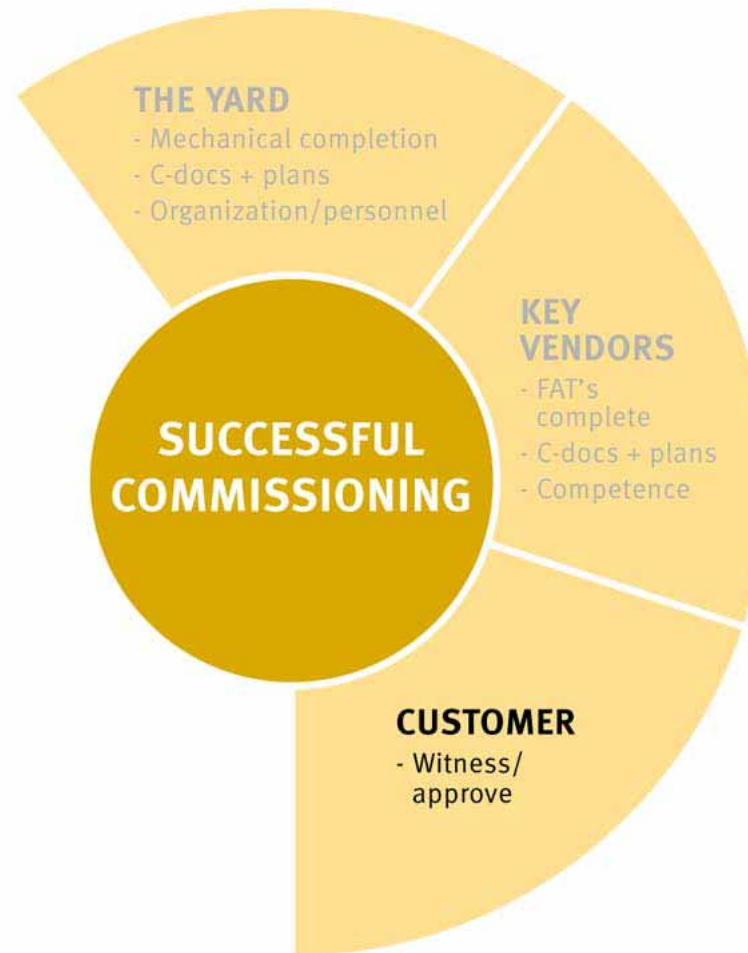 THE YARD
- Mechanical completion
- C-docs + plans
- Organization/personnel
KEY
VENDORS
- FAT's
complete
- C-docs + plans
- Competence
SUCCESSFUL
COMMISSIONING
CUSTOMER
- Witness/
approve